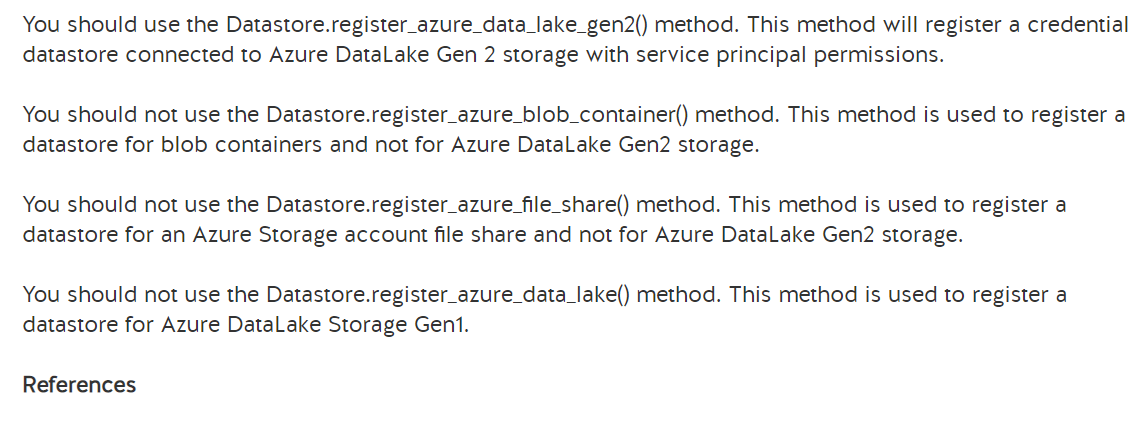 You should use the Datastore.register_azure_data_lake_gen2() method. This method will register a credential
datastore connected to Azure DataLake Gen 2 storage with service principal permissions.
You should not use the Datastore.register_azure_blob_container() method. This method is used to register a
datastore for blob containers and not for Azure DataLake Gen2 storage.
You should not use the Datastore.register_azure_file_share() method. This method is used to register a
datastore for an Azure Storage account file share and not for Azure DataLake Gen2 storage.
You should not use the Datastore.register_azure_data_lake() method. This method is used to register a
datastore for Azure DataLake Storage Gen1.
References